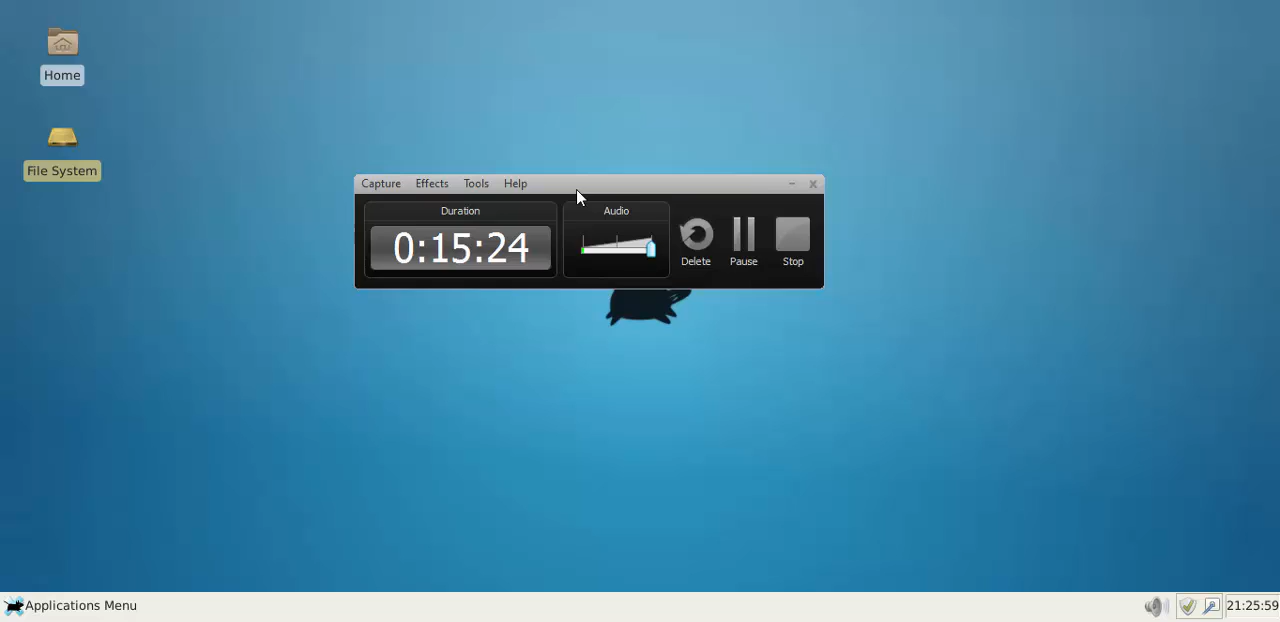 Home
File System
Capture Effects Tools Help
Duration
Audio
0:15:24
Delete Pause Stop
Applications Menu
21:25:59